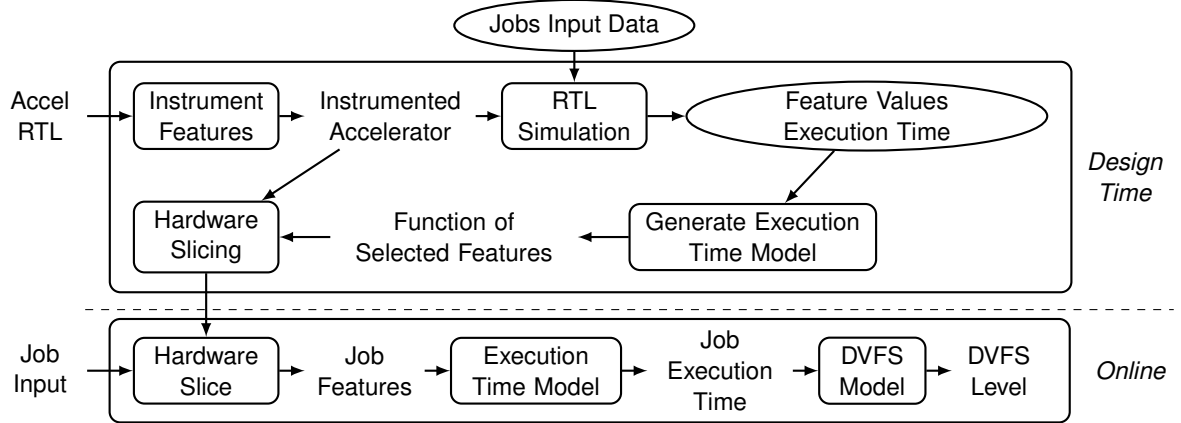 Jobs Input Data
Accel
RTL
Instrument
Features
Instrumented
Accelerator
RTL
Simulation
Feature Values
Execution Time
Design
Time
Hardware
Slicing
Function of
Selected Features
Generate Execution
Time Model
Job
Input
Hardware
Slice
Job
Features
Execution
Time Model
Job
Execution
Time
DVFS
Model
DVFS
Level
Online